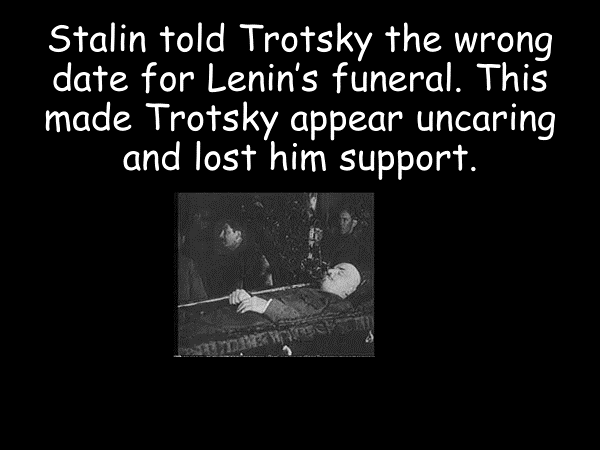 Stalin told Trotsky the wrong
date for Lenin's funeral. This
made Trotsky appear uncaring
and lost him support.